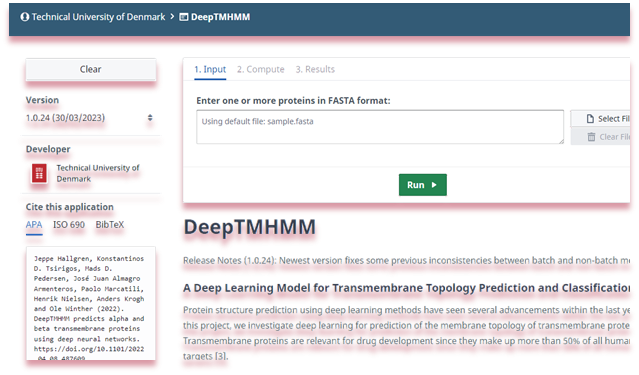 Technical University of Denmark > DeepTMHMM
Clear
Version
1.0.24 (30/03/2023)
Developer
Technical University of
Denmark
Cite this application
APA ISO 690 BibTeX
Jeppe Hallgren, Konstantinos
D. Tsirigos, Mads D.
Pedersen, José Juan Almagro
Armenteros, Paolo Marcatili,
Henrik Nielsen, Anders Krogh
and Ole Winther (2022).
DeepTMHMM predicts alpha and
beta transmembrane proteins
using deep neural networks.
https://doi.org/10.1101/2022
.04.08.487609
1. Input 2. Compute 3. Results
Enter one or more proteins in FASTA format:
Using default file: sample.fasta
Select Fil
Clear File
Run
DeepTMHMM
Release Notes (1.0.24): Newest version fixes some previous inconsistencies between batch and non-batch m
A Deep Learning Model for Transmembrane Topology Prediction and Classification
Protein structure prediction using deep learning methods have seen several advancements within the last ye
this project, we investigate deep learning for prediction of the membrane topology of transmembrane prote
Transmembrane proteins are relevant for drug development since they make up more than 50% of all human
targets [3].